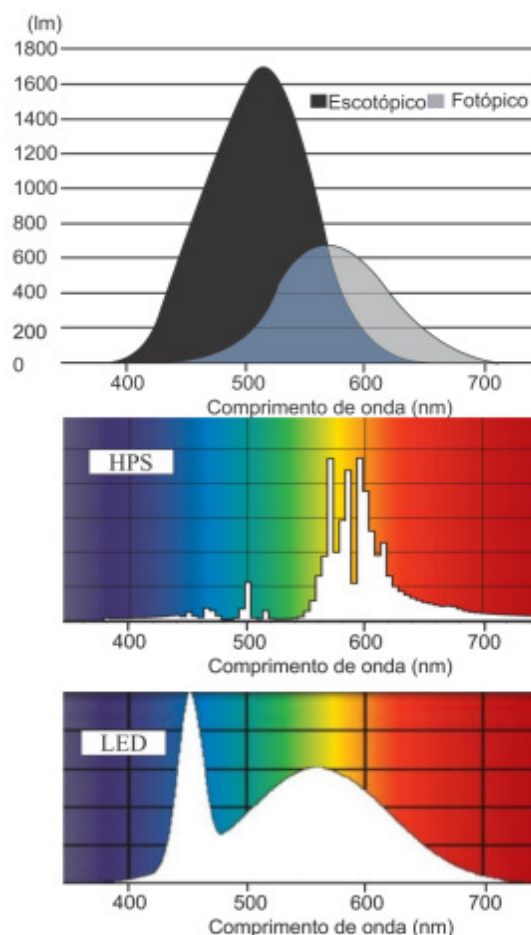 (lm)
1800
1600
1400
1200
1000
800
600
400
200
0
Escotópico Fotópico
400 500 600 700
Comprimento de onda (nm)
HPS
400 500 600 700
Comprimento de onda (nm)
LED
400 500 600 700
Comprimento de onda (nm)